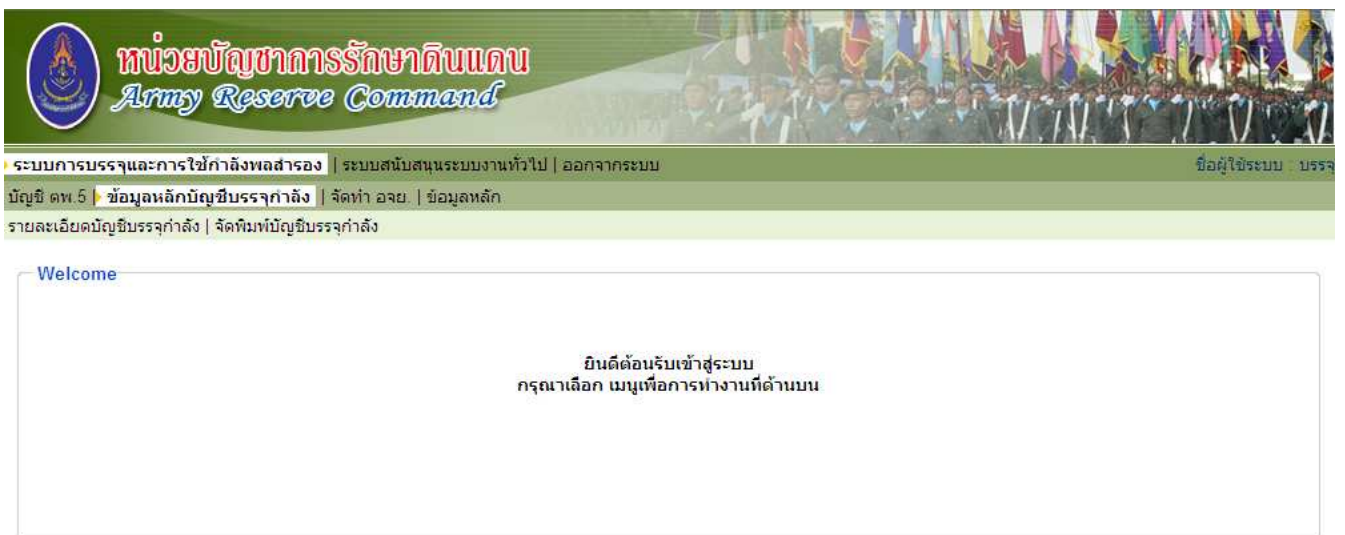 หน่วยบัญชาการรักษาดินแดน
Army Reserve Command
ระบบการบรรจุและการใช้กำลังพลสำรอง | ระบบสนับสนุนระบบงานทั่วไป | ออกจากระบบ ชื่อผู้ใช้ระบบ : บรรจุ
บัญชี ตพ.5 | ข้อมูลหลักบัญชีบรรจุกำลัง | จัดทำ อจย. | ข้อมูลหลัก
รายละเอียดบัญชีบรรจุกำลัง | จัดพิมพ์บัญชีบรรจุกำลัง
Welcome
ยินดีต้อนรับเข้าสู่ระบบ
กรุณาเลือก เมนูเพื่อการทำงานที่ด้านบน